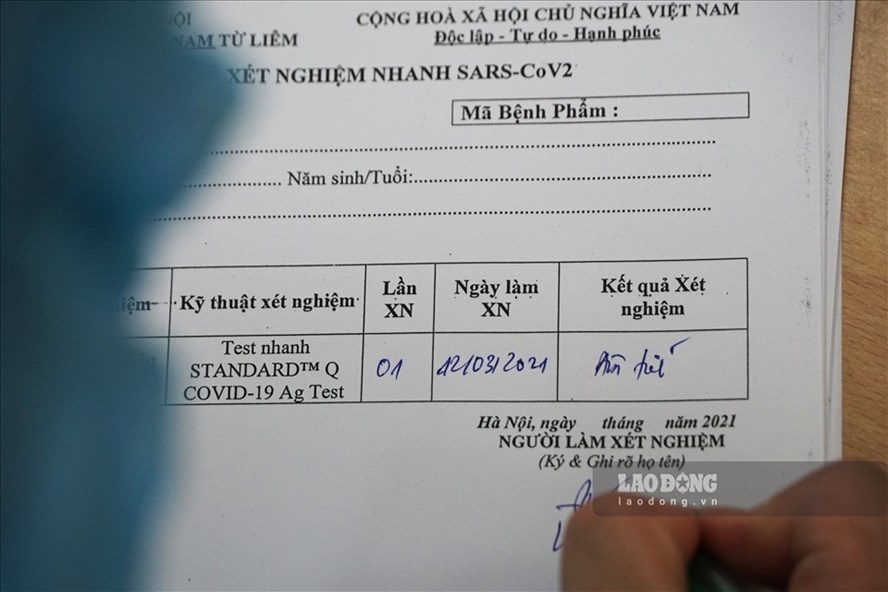 NỘI
CỘNG HOÀ XÃ HỘI CHỦ NGHĨA VIỆT NAM
NAM TỪ LIÊM
Độc lập - Tự do - Hạnh phúc
XÉT NGHIỆM NHANH SARS-CoV2
Mã Bệnh Phẩm :
Năm sinh/Tuổi:
Kỹ thuật xét nghiệm
Lần XN
Ngày làm XN
Kết quả Xét nghiệm
Test nhanh
STANDARD™ Q
COVID-19 Ag Test
01
12/03/2021
Hà Nội, ngày tháng năm 2021
NGƯỜI LÀM XÉT NGHIỆM
(Ký & Ghi rõ họ tên)
LAO ĐỘNG
laodong.vn